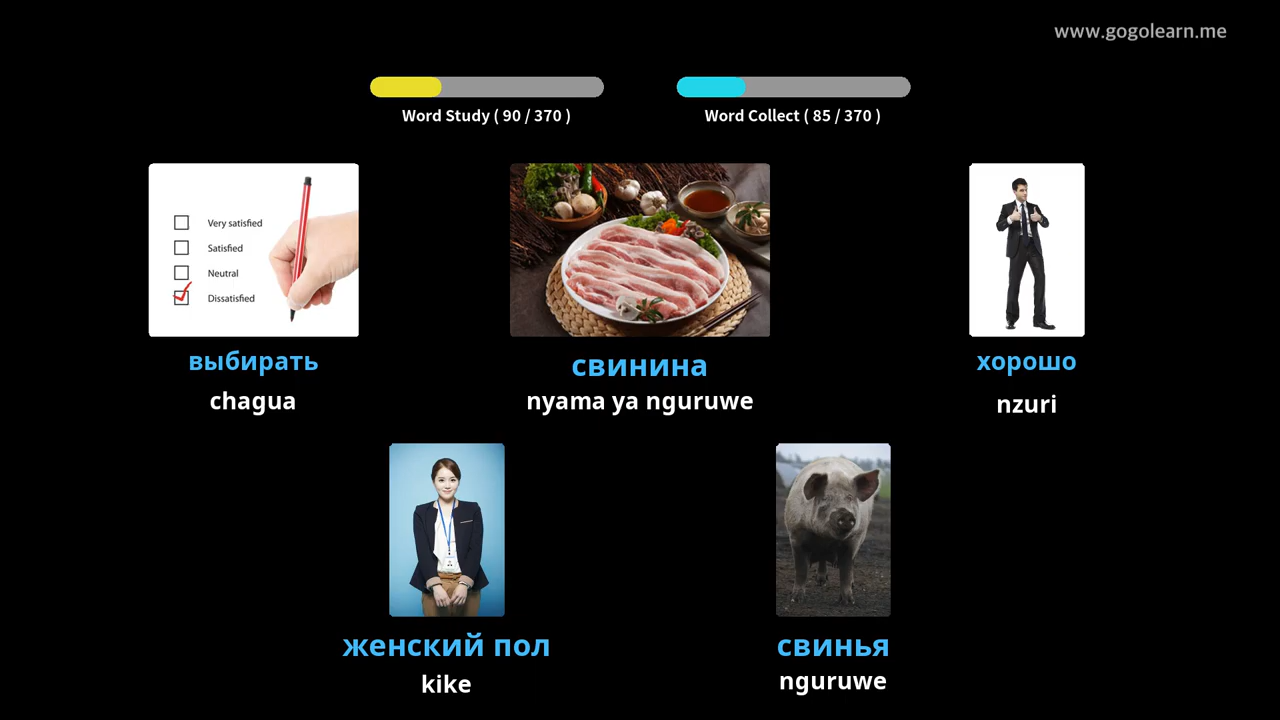 www.gogolearn.me
Word Study ( 90 / 370 )
Word Collect ( 85 / 370 )
Very satisfied
Satisfied
Neutral
Dissatisfied
выбирать
chagua
свинина
nyama ya nguruwe
хорошо
nzuri
женский пол
kike
свинья
nguruwe